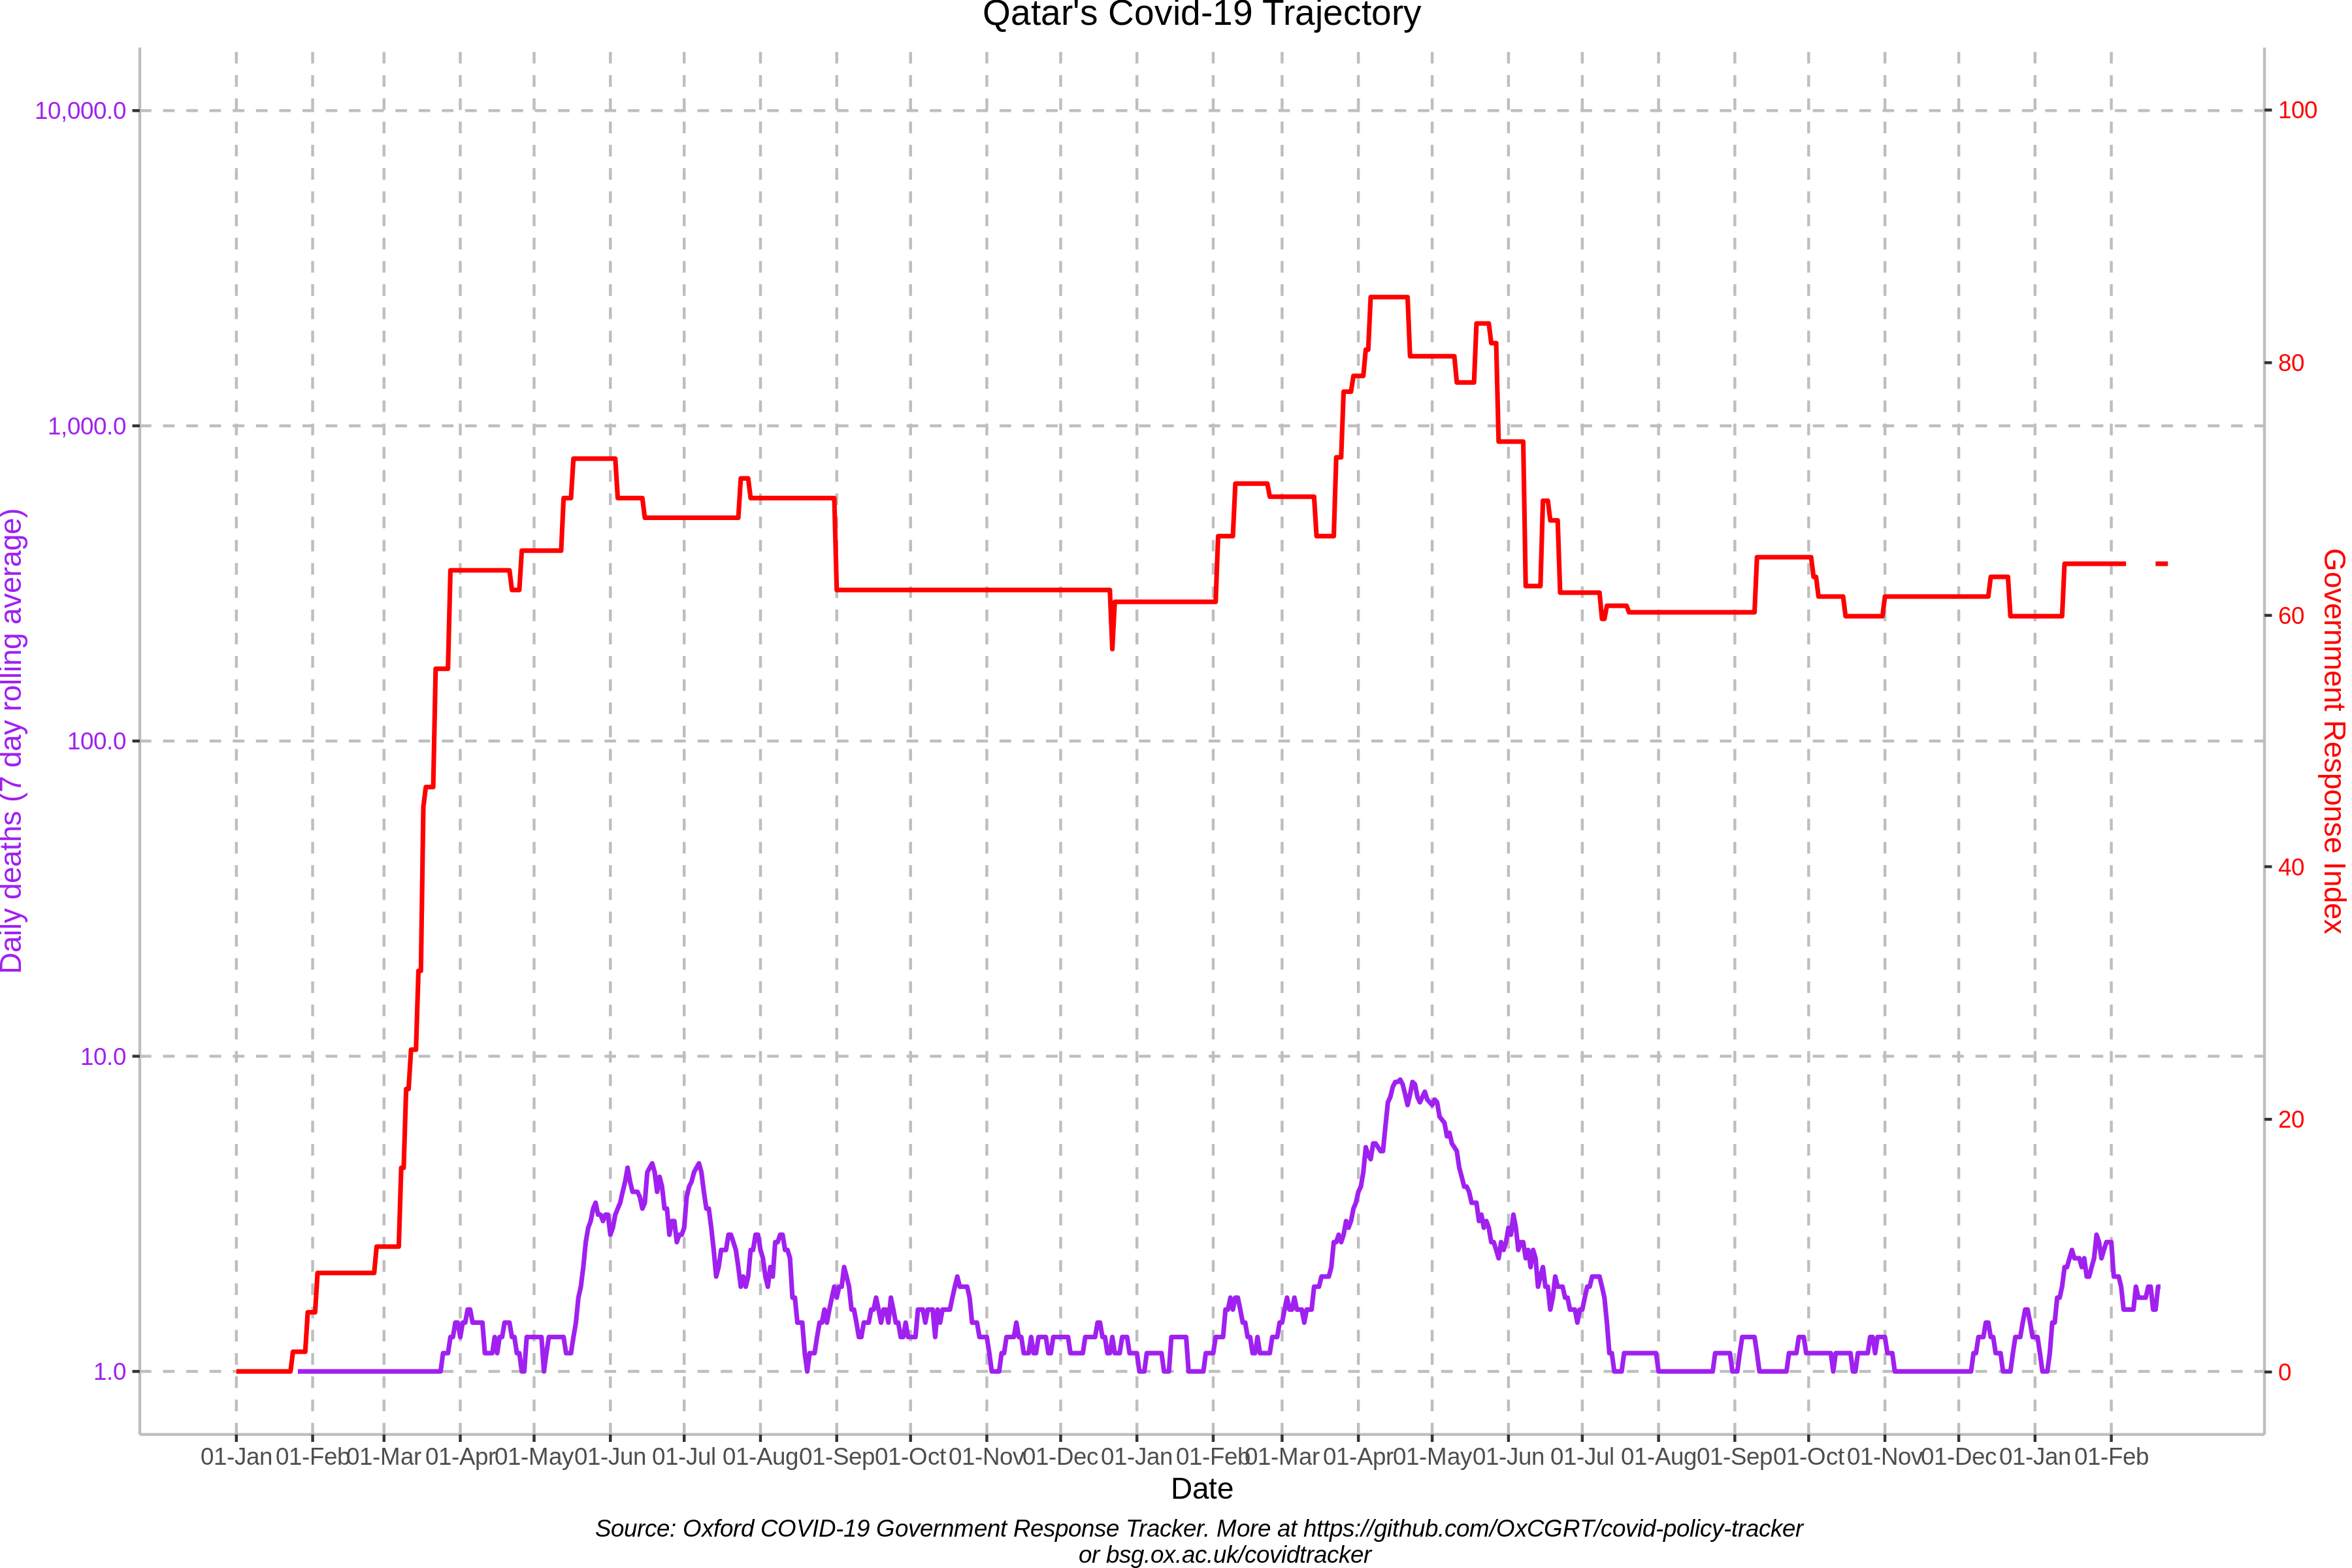 Qatar's Covid-19 Trajectory
10,000.0
1,000.0
100.0
10.0
1.0
Daily deaths (7 day rolling average)
100
80
60
40
20
0
Government Response Index
01-Jan 01-Feb 01-Mar 01-Apr 01-May 01-Jun 01-Jul 01-Aug 01-Sep 01-Oct 01-Nov 01-Dec 01-Jan 01-Feb 01-Mar 01-Apr 01-May 01-Jun 01-Jul 01-Aug 01-Sep 01-Oct 01-Nov 01-Dec 01-Jan 01-Feb
Date
Source: Oxford COVID-19 Government Response Tracker. More at https://github.com/OxCGRT/covid-policy-tracker
or bsg.ox.ac.uk/covidtracker